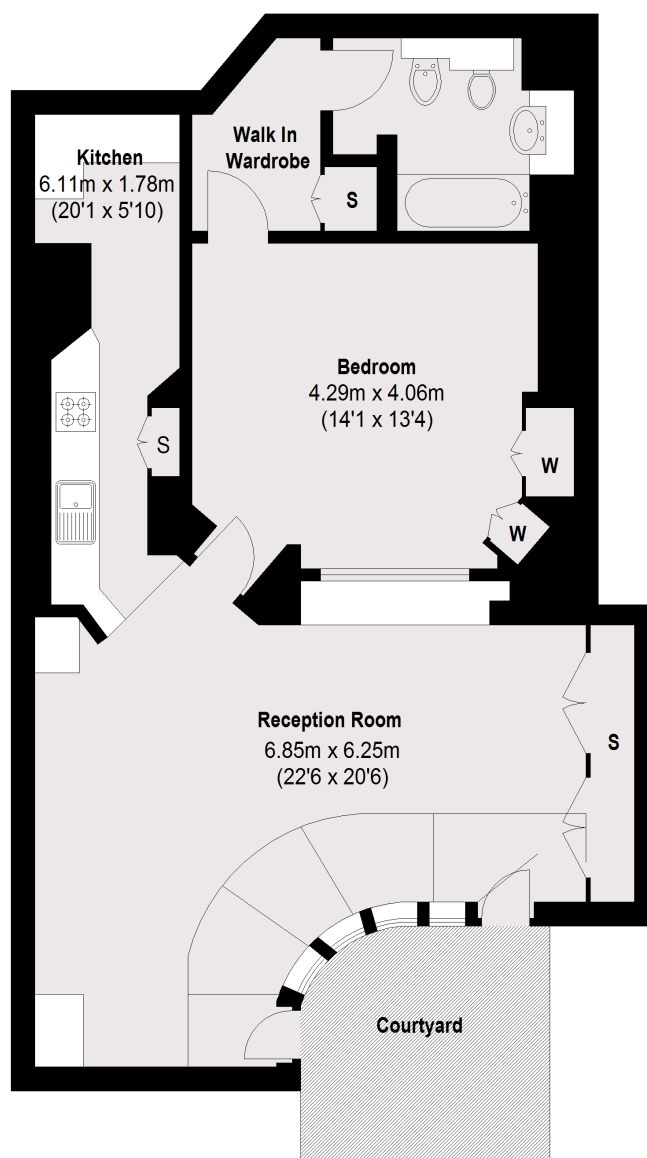 Walk In
Wardrobe
Kitchen
6.11m x 1.78m
(20'1 x 5'10)
S
Bedroom
4.29m x 4.06m
(14'1 x 13'4)
S
W
W
Reception Room
6.85m x 6.25m
(22'6 x 20'6)
S
Courtyard